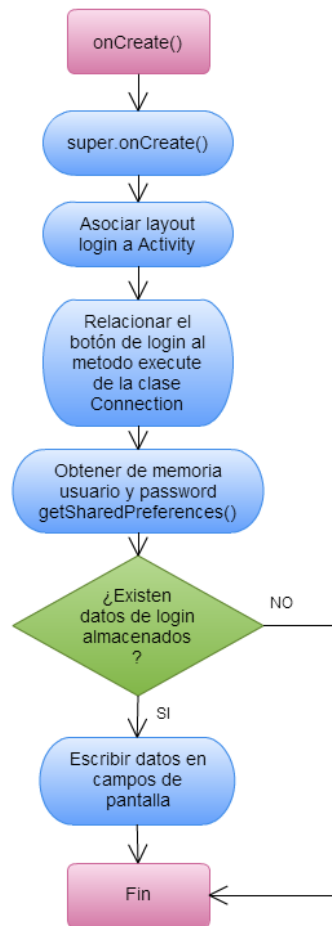 onCreate()
super.onCreate()
Asociar layout
login a Activity
Relacionar el
botón de login al
metodo execute
de la clase
Connection
Obtener de memoria
usuario y password
getSharedPreferences()
¿Existen
datos de login
almacenados
?
NO
SI
Escribir datos en
campos de
pantalla
Fin